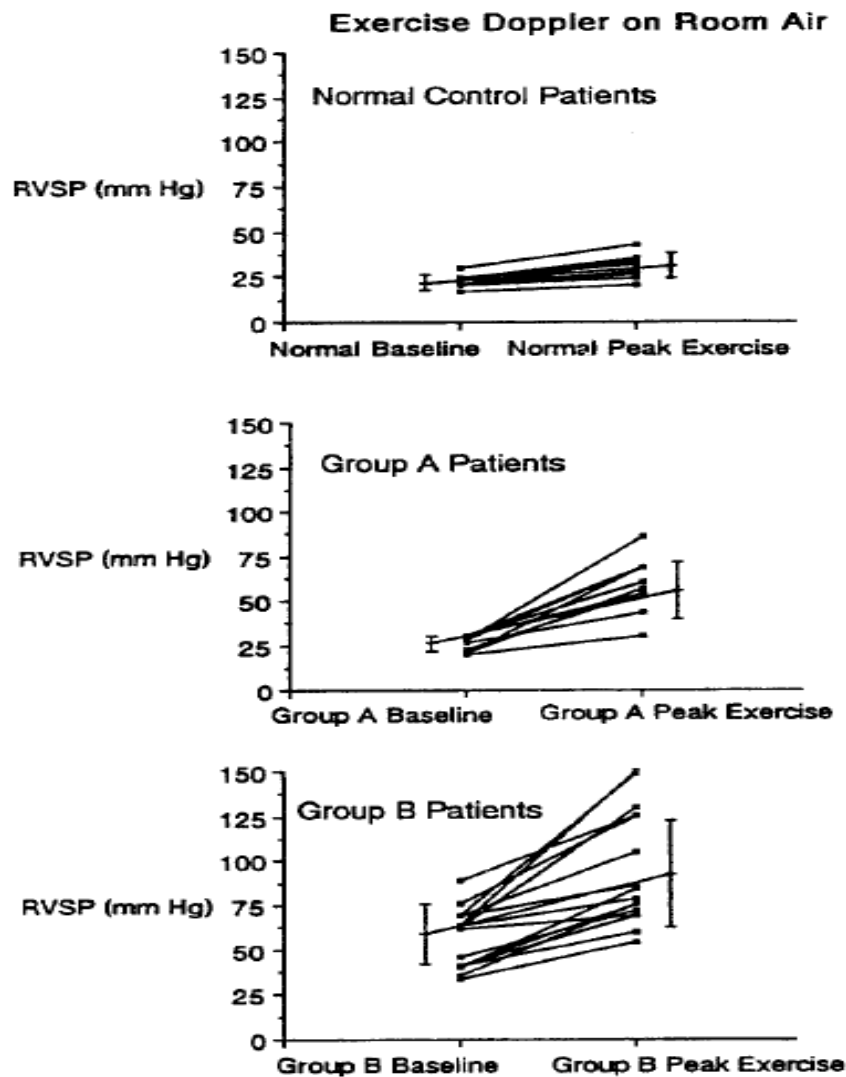 Exercise Doppler on Room Air
150
Normal Control Patients
125
100
RVSP (mm Hg)
75
50
25
0
Normal Baseline
Normal Peak Exercise
150
Group A Patients
125
100
RVSP (mm Hg)
75
50
25
0
Group A Baseline
Group A Peak Exercise
150
Group B Patients
125
100
RVSP (mm Hg)
75
50
25
0
Group B Baseline
Group B Peak Exercise